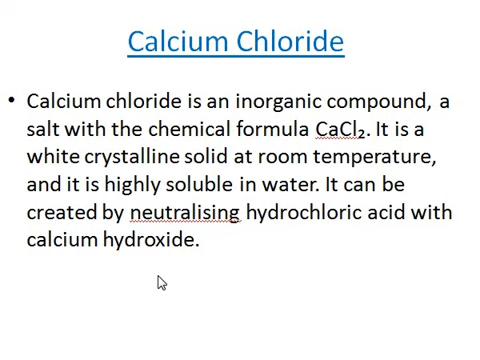 Calcium Chloride
• Calcium chloride is an inorganic compound, a
salt with the chemical formula CaCl₂. It is a
white crystalline solid at room temperature,
and it is highly soluble in water. It can be
created by neutralising hydrochloric acid with
calcium hydroxide.